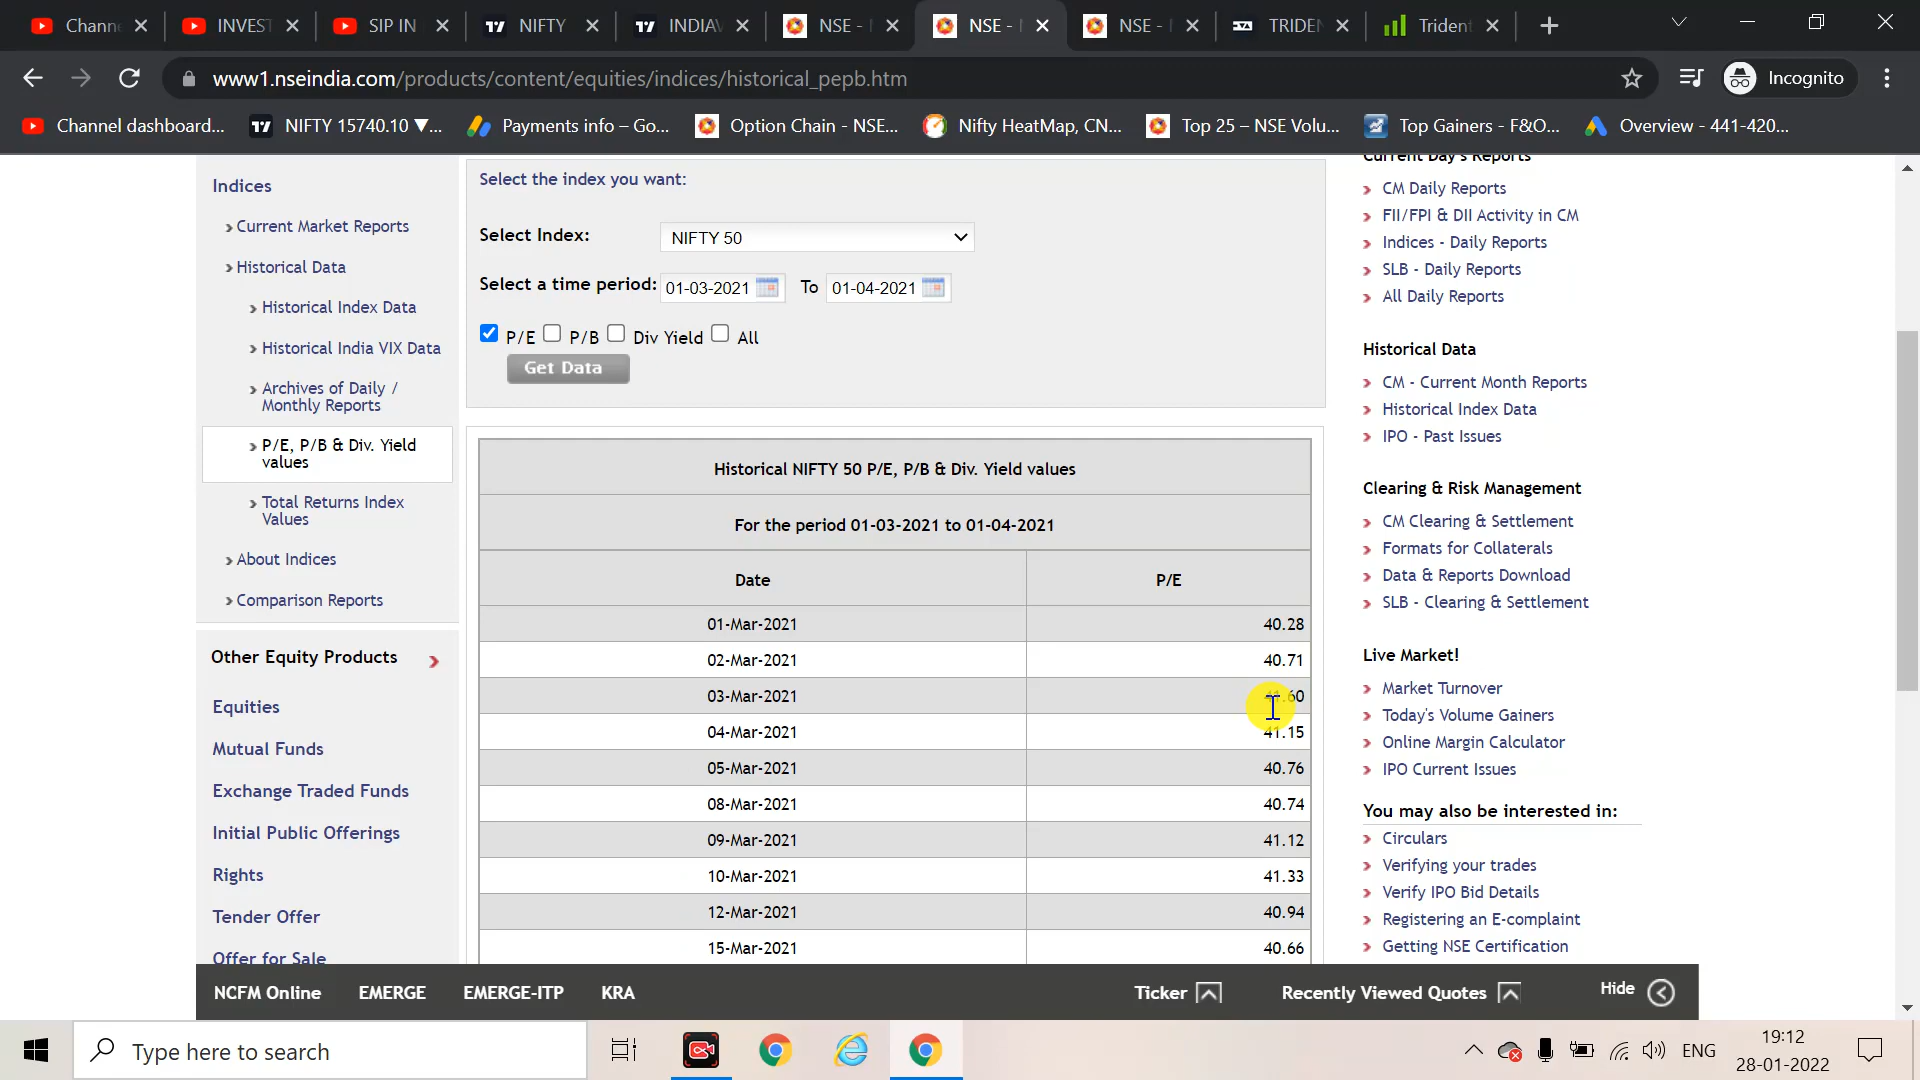 Chann
INVEST
SIP IN
NIFTY
INDIAV
NSE -
NSE -
NSE -
TRIDEN
Trident
www1.nseindia.com/products/content/equities/indices/historical_pepb.htm
Incognito
Channel dashboard...
NIFTY 15740.10 ▼...
Payments info – Go...
Option Chain - NSE...
Nifty HeatMap, CN...
Top 25 – NSE Volu...
Top Gainers - F&O...
Overview - 441-420...
Indices
Current Market Reports
Historical Data
Historical Index Data
Historical India VIX Data
Archives of Daily /
Monthly Reports
P/E, P/B & Div. Yield
values
Total Returns Index
Values
About Indices
Comparison Reports
Other Equity Products
Equities
Mutual Funds
Exchange Traded Funds
Initial Public Offerings
Rights
Tender Offer
Offer for Sale
Select the index you want:
Select Index: NIFTY 50
Select a time period: 01-03-2021 To 01-04-2021
P/E P/B Div Yield All
Get Data
Historical NIFTY 50 P/E, P/B & Div. Yield values
For the period 01-03-2021 to 01-04-2021
Date P/E
01-Mar-2021 40.28
02-Mar-2021 40.71
03-Mar-2021 41.60
04-Mar-2021 41.15
05-Mar-2021 40.76
08-Mar-2021 40.74
09-Mar-2021 41.12
10-Mar-2021 41.33
12-Mar-2021 40.94
15-Mar-2021 40.66
Current Day's Reports
CM Daily Reports
FII/FPI & DII Activity in CM
Indices - Daily Reports
SLB - Daily Reports
All Daily Reports
Historical Data
CM - Current Month Reports
Historical Index Data
IPO - Past Issues
Clearing & Risk Management
CM Clearing & Settlement
Formats for Collaterals
Data & Reports Download
SLB - Clearing & Settlement
Live Market!
Market Turnover
Today's Volume Gainers
Online Margin Calculator
IPO Current Issues
You may also be interested in:
Circulars
Verifying your trades
Verify IPO Bid Details
Registering an E-complaint
Getting NSE Certification
NCFM Online EMERGE EMERGE-ITP KRA Ticker Recently Viewed Quotes Hide
Type here to search
ENG
19:12
28-01-2022